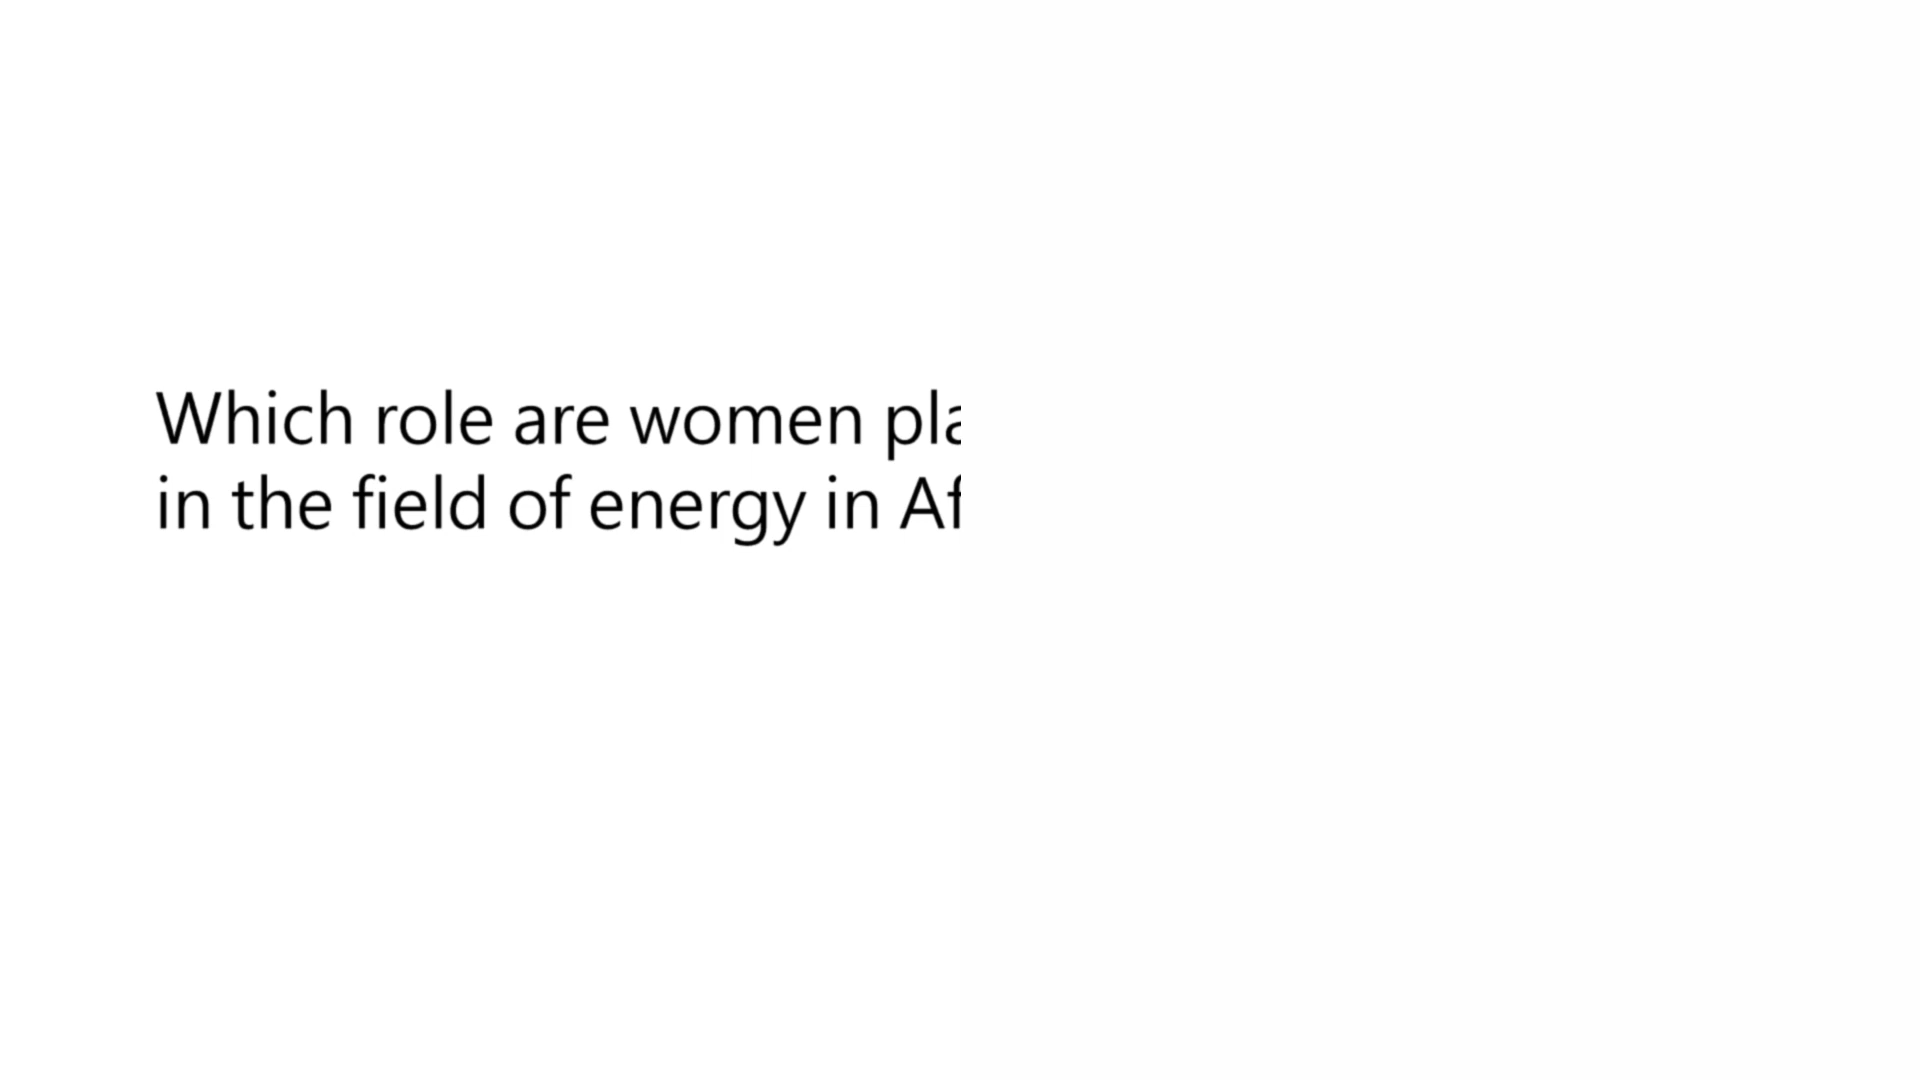 Which role are women pla
in the field of energy in Af